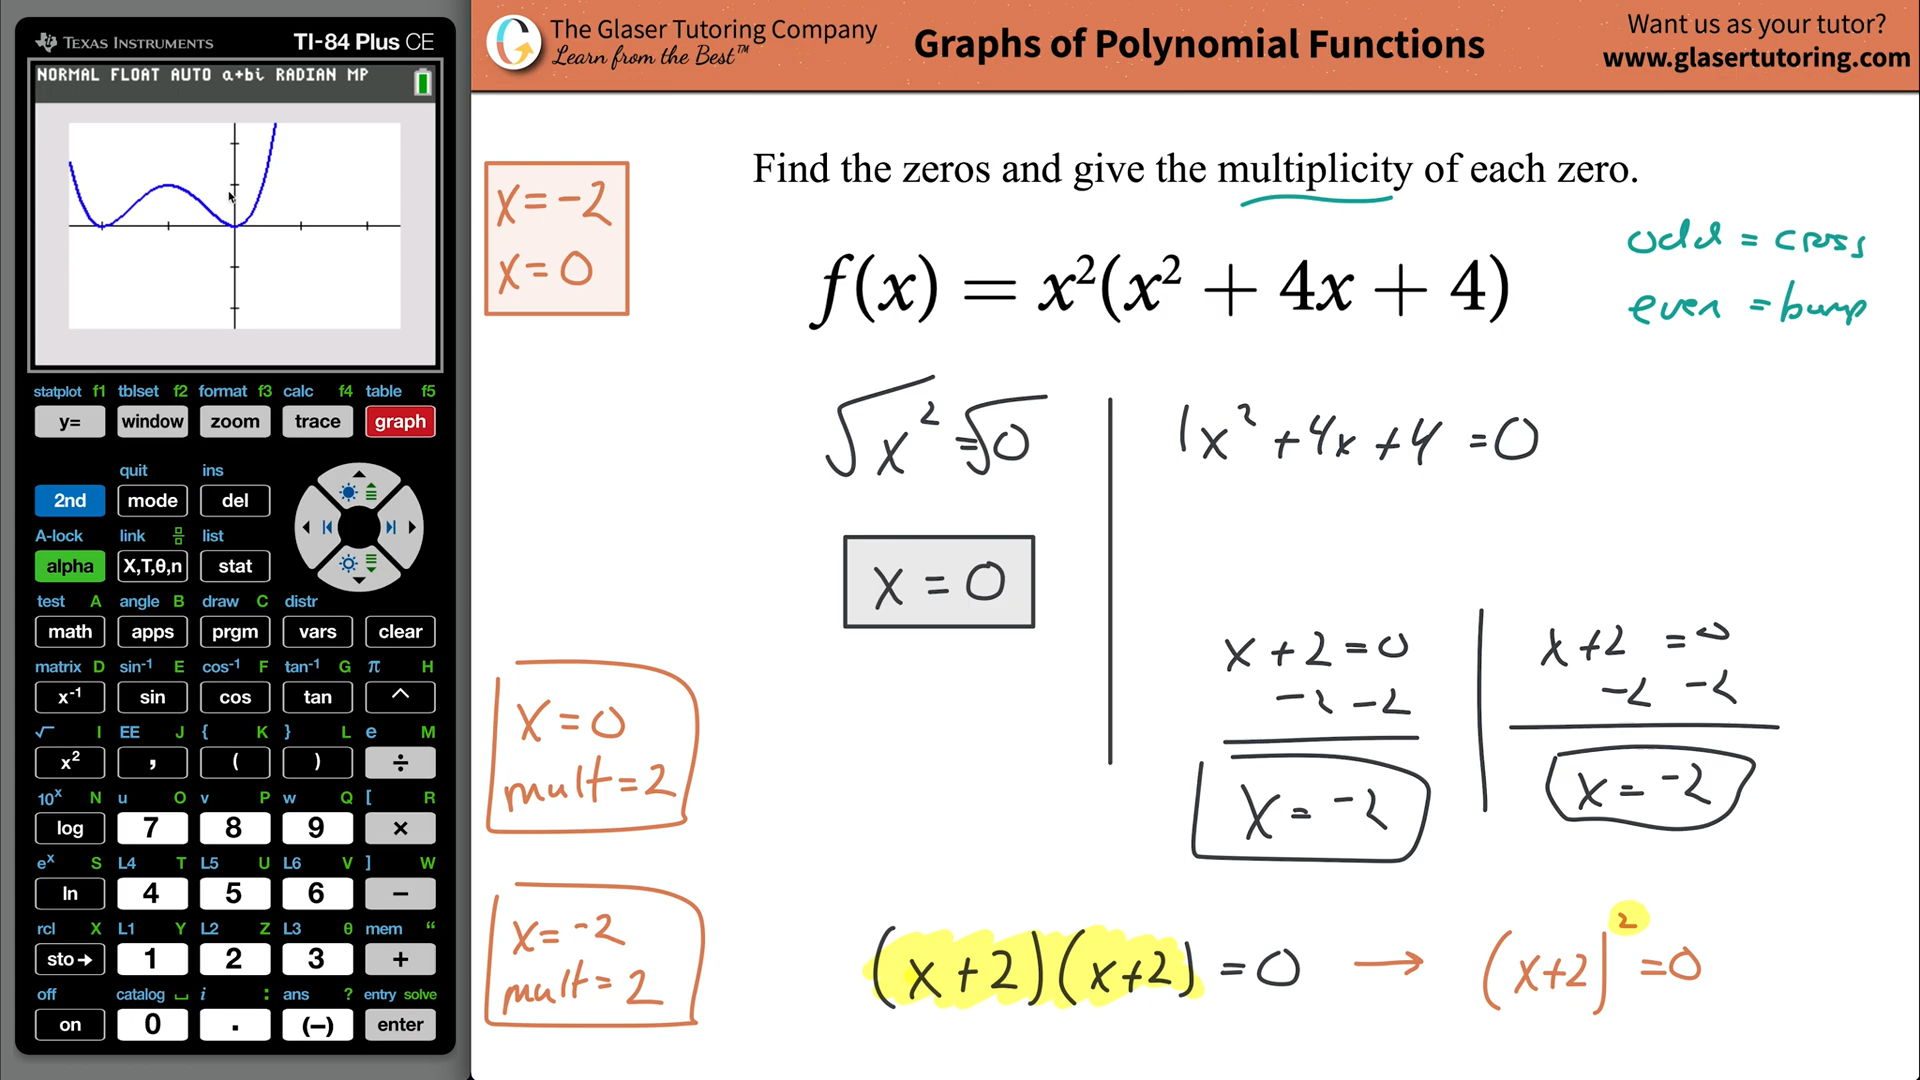 TEXAS INSTRUMENTS TI-84 Plus CE
NORMAL FLOAT AUTO a+bi RADIAN MP
statplot f1 tblset f2 format f3 calc f4 table f5
y= window zoom trace graph
quit ins
2nd mode del
A-lock link list
alpha X,T,θ,n stat
test A angle B draw C distr
math apps prgm vars clear
matrix D sin⁻¹ E cos⁻¹ F tan⁻¹ G π H
x⁻¹ sin cos tan ^
√ I EE J { K } L e M
x² , ( ) ÷
10ˣ N u O v P w Q [ R
log 7 8 9 ×
eˣ S L4 T L5 U L6 V ] W
ln 4 5 6 −
rcl X L1 Y L2 Z L3 θ mem “
sto→ 1 2 3 +
off catalog ⎵ i : ans ? entry solve
on 0 . (−) enter
The Glaser Tutoring Company
Learn from the Best™
Graphs of Polynomial Functions
Want us as your tutor?
www.glasertutoring.com
Find the zeros and give the multiplicity of each zero.
x = -2
x = 0
f(x) = x²(x² + 4x + 4)
odd = cross
even = bump
√x² = √0
1x² + 4x + 4 = 0
x = 0
x + 2 = 0
-2 -2
x = -2
x + 2 = 0
-2 -2
x = -2
x = 0
mult = 2
x = -2
mult = 2
(x + 2)(x + 2) = 0 → (x+2)² = 0